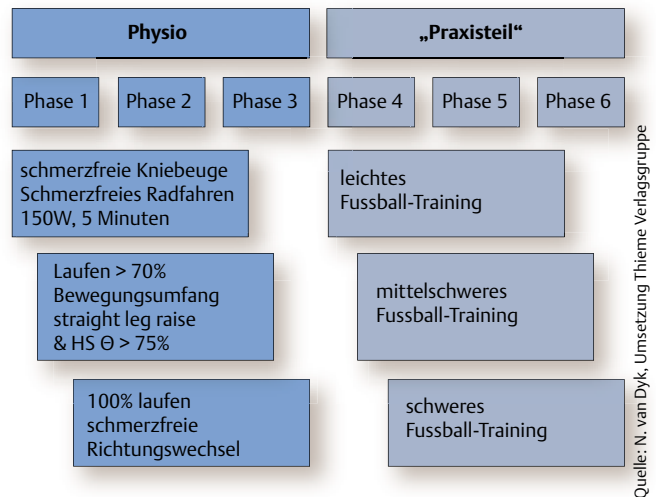 Physio
„Praxisteil“
Phase 1
Phase 2
Phase 3
Phase 4
Phase 5
Phase 6
schmerzfreie Kniebeuge
Schmerzfreies Radfahren
150W, 5 Minuten
Laufen > 70%
Bewegungsumfang
straight leg raise
& HS Θ > 75%
100% laufen
schmerzfreie
Richtungswechsel
leichtes
Fussball-Training
mittelschweres
Fussball-Training
schweres
Fussball-Training
Quelle: N. van Dyk, Umsetzung Thieme Verlagsgruppe